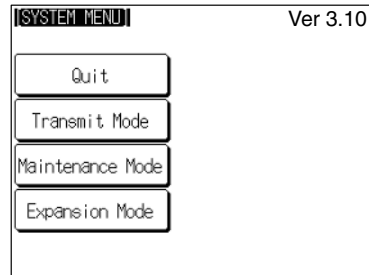 [SYSTEM MENU] Ver 3.10
Quit
Transmit Mode
Maintenance Mode
Expansion Mode